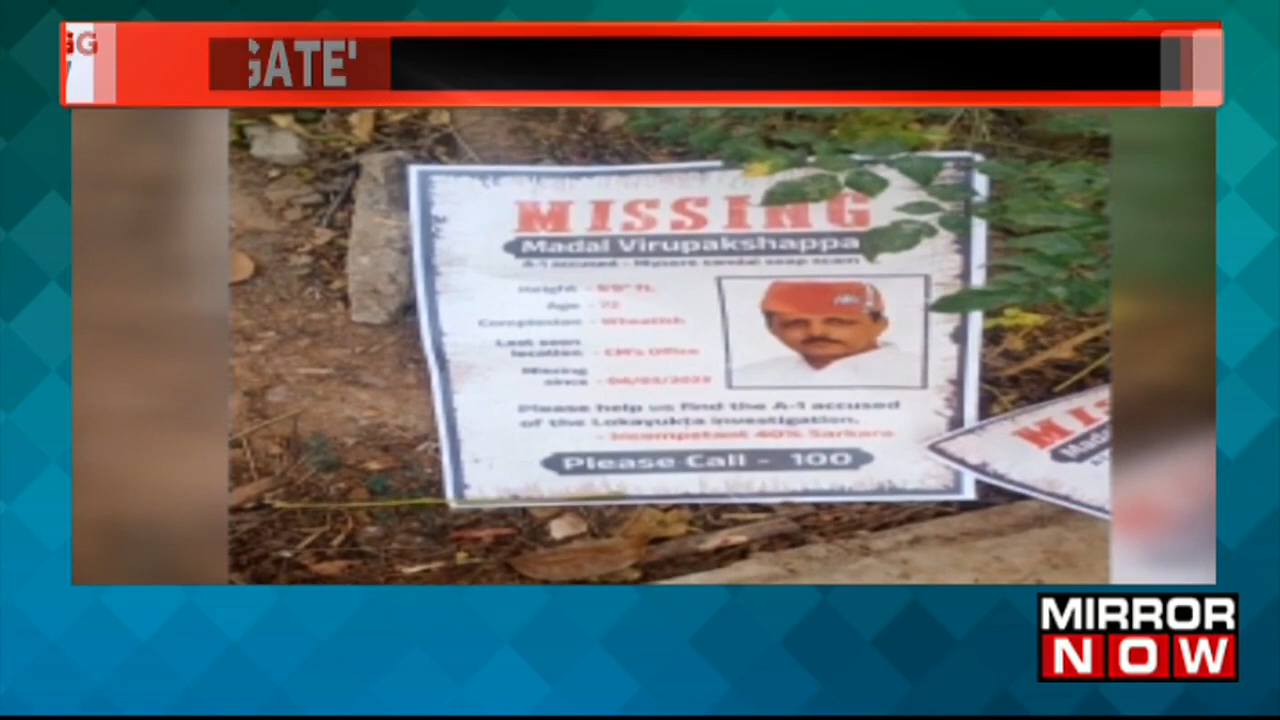 GATE'
MISSING
Madal Virupakshappa
A-1 accused - Mysore sandal soap scam
Height -
Age - 72
Complexion - Wheatish
Last seen
location - CM's Office
Missing
since -
Please help us find the A-1 accused
of the Lokayukta investigation.
- Incompetent 40% Sarkara
Please Call - 100
MIS
Mada
MIRROR
NOW